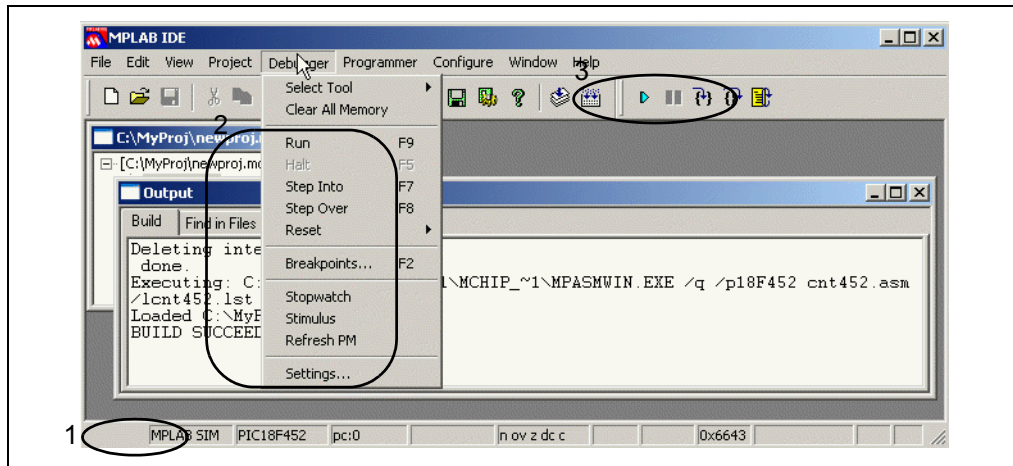 MPLAB IDE
File Edit View Project Debugger Programmer Configure Window Help
3
Select Tool
Clear All Memory
2
C:\MyProj\newproj.
[C:\MyProj\newproj.mc
Run F9
Halt F5
Step Into F7
Step Over F8
Reset
Breakpoints... F2
Stopwatch
Stimulus
Refresh PM
Settings...
Output
Build Find in Files
Deleting inte
done.
Executing: C: 1\MCHIP_~1\MPASMWIN.EXE /q /p18F452 cnt452.asm
/lcnt452.lst
Loaded C:\MyP
BUILD SUCCEED
1
MPLAB SIM PIC18F452 pc:0 n ov z dc c 0x6643